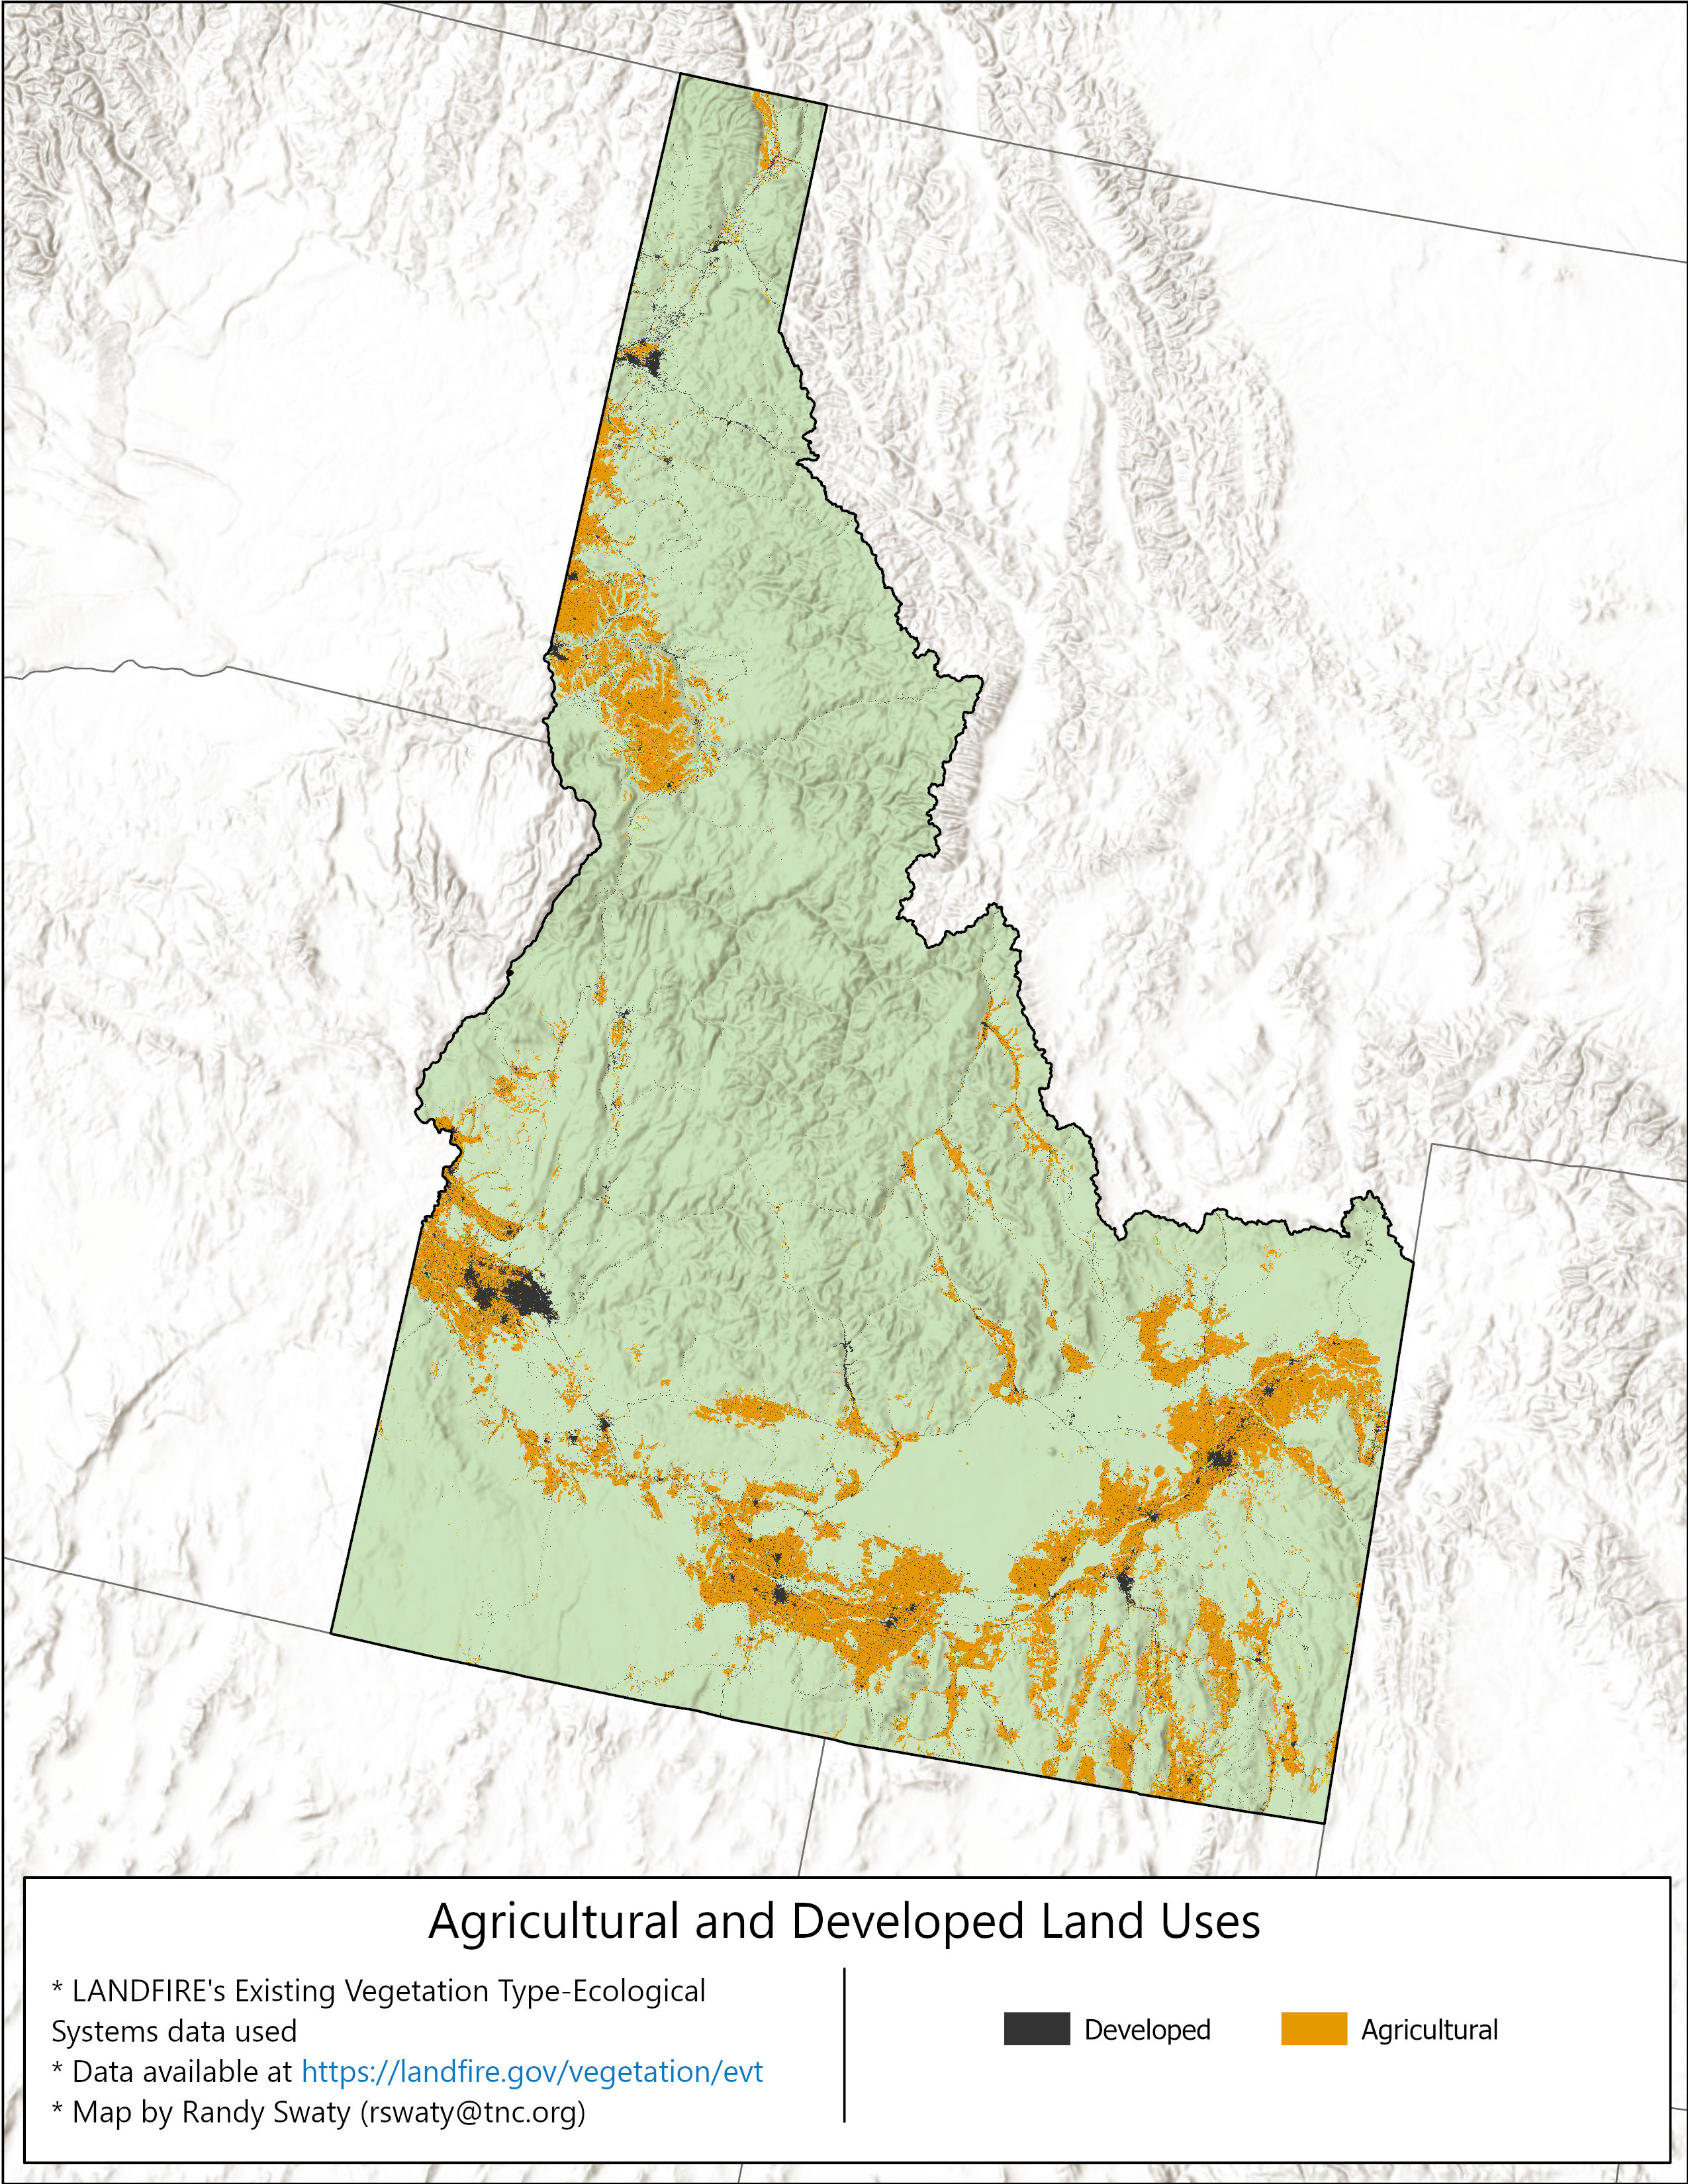 Agricultural and Developed Land Uses
* LANDFIRE's Existing Vegetation Type-Ecological
Systems data used
* Data available at https://landfire.gov/vegetation/evt
* Map by Randy Swaty (rswaty@tnc.org)
Developed
Agricultural